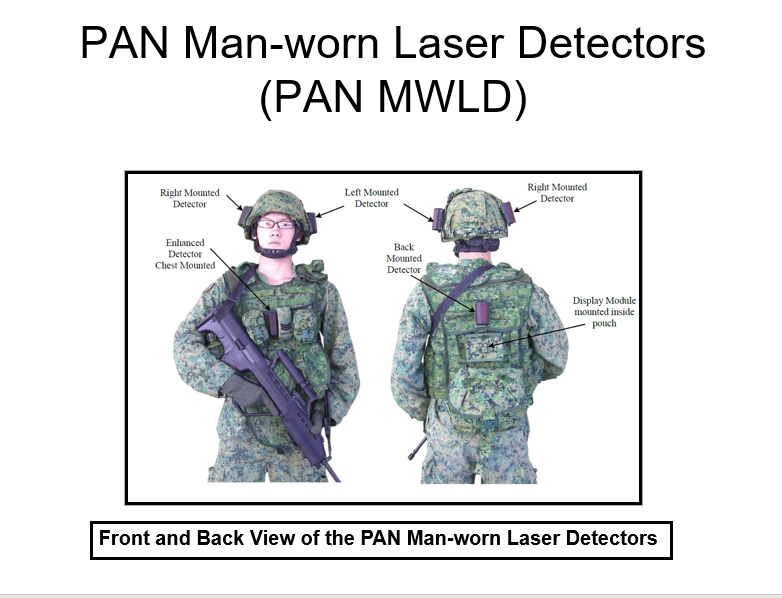 PAN Man-worn Laser Detectors
(PAN MWLD)
Right Mounted
Detector
Left Mounted
Detector
Right Mounted
Detector
Enhanced
Detector
Chest Mounted
Back
Mounted
Detector
Display Module
mounted inside
pouch
Front and Back View of the PAN Man-worn Laser Detectors